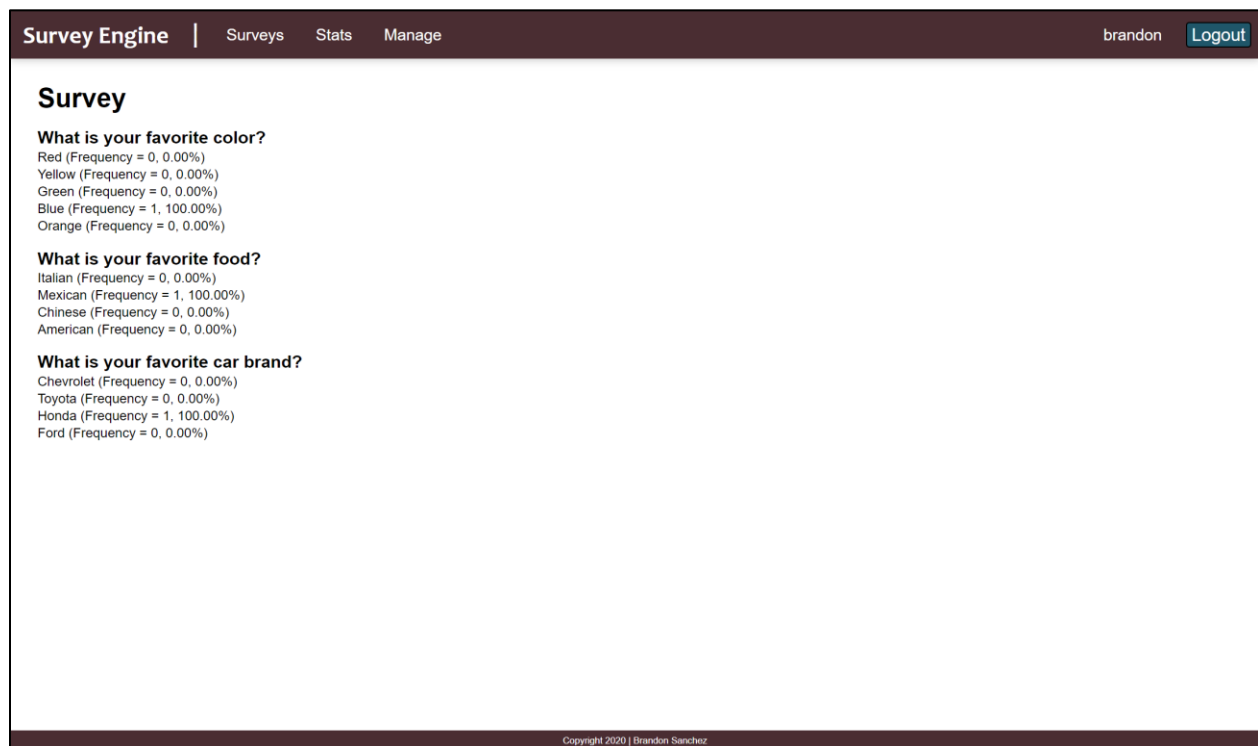 Survey Engine | Surveys Stats Manage brandon Logout
Survey
What is your favorite color?
Red (Frequency = 0, 0.00%)
Yellow (Frequency = 0, 0.00%)
Green (Frequency = 0, 0.00%)
Blue (Frequency = 1, 100.00%)
Orange (Frequency = 0, 0.00%)
What is your favorite food?
Italian (Frequency = 0, 0.00%)
Mexican (Frequency = 1, 100.00%)
Chinese (Frequency = 0, 0.00%)
American (Frequency = 0, 0.00%)
What is your favorite car brand?
Chevrolet (Frequency = 0, 0.00%)
Toyota (Frequency = 0, 0.00%)
Honda (Frequency = 1, 100.00%)
Ford (Frequency = 0, 0.00%)
Copyright 2020 | Brandon Sanchez